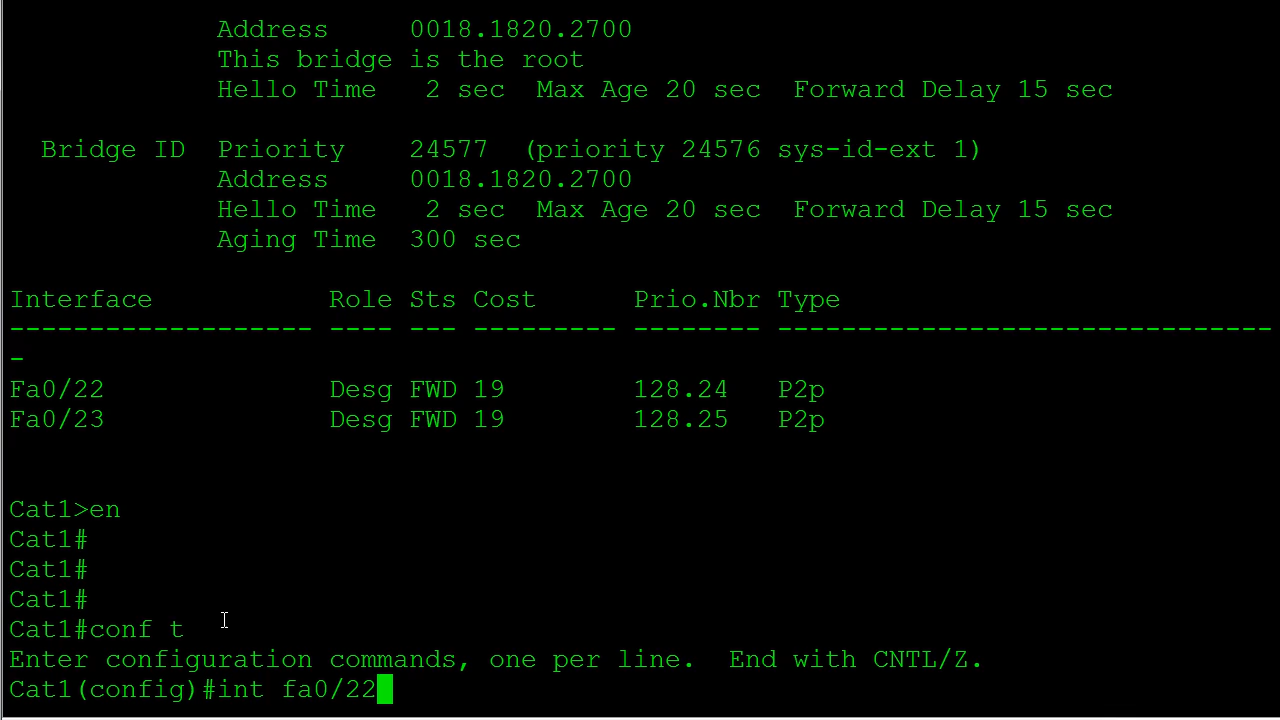 Address     0018.1820.2700
This bridge is the root
Hello Time   2 sec  Max Age 20 sec  Forward Delay 15 sec
Bridge ID  Priority    24577  (priority 24576 sys-id-ext 1)
Address     0018.1820.2700
Hello Time   2 sec  Max Age 20 sec  Forward Delay 15 sec
Aging Time  300 sec
Interface           Role Sts Cost      Prio.Nbr Type
------------------- ---- --- --------- -------- -------------------------------
-
Fa0/22              Desg FWD 19        128.24   P2p
Fa0/23              Desg FWD 19        128.25   P2p
Cat1>en
Cat1#
Cat1#
Cat1#
Cat1#conf t
Enter configuration commands, one per line.  End with CNTL/Z.
Cat1(config)#int fa0/22